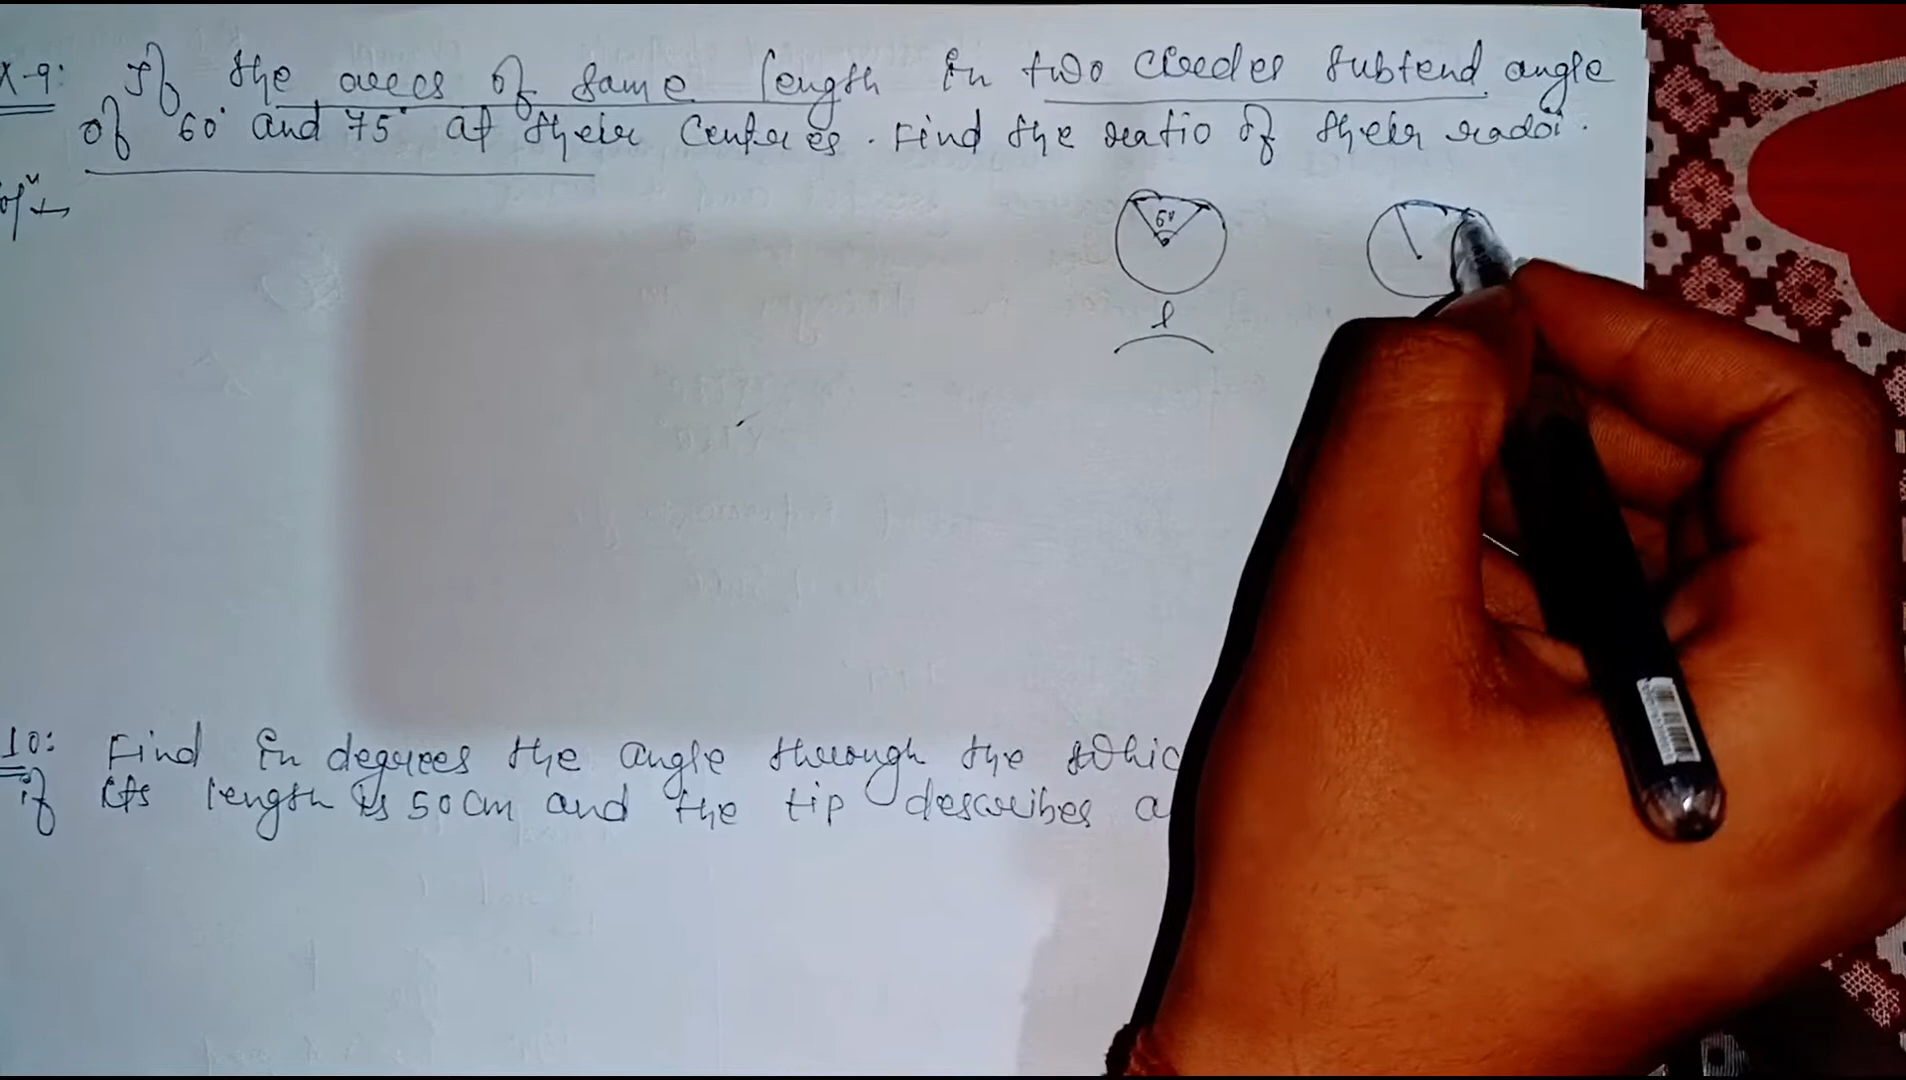 X-9: If the arcs of same length in two circles subtend angle
of 60° and 75° at their centres. Find the ratio of their radii.
60
l
10: Find in degrees the angle through the
if its length is 50 cm and the tip describes a